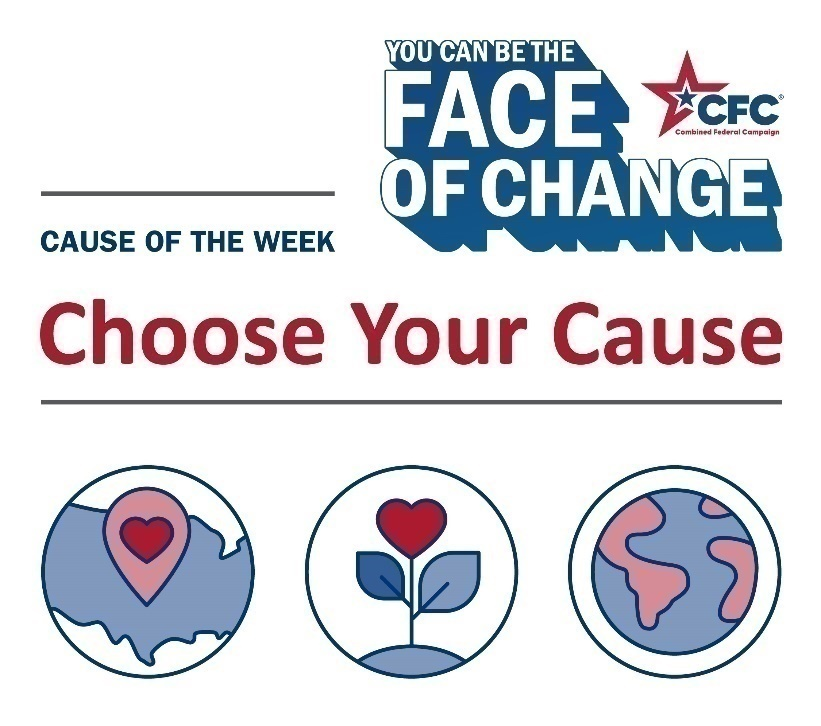 YOU CAN BE THE
FACE
OF CHANGE
CFC®
Combined Federal Campaign
CAUSE OF THE WEEK
Choose Your Cause